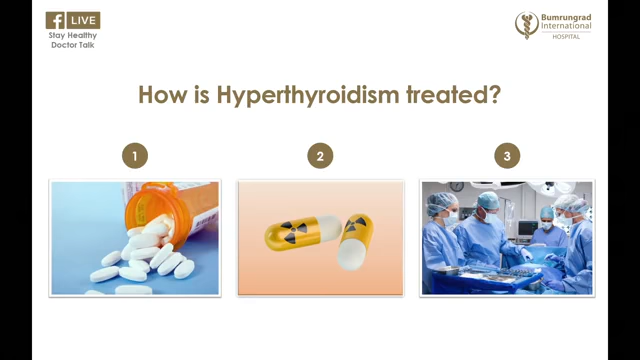 f LIVE
Stay Healthy
Doctor Talk
Bumrungrad
International
HOSPITAL
How is Hyperthyroidism treated?
1
2
3